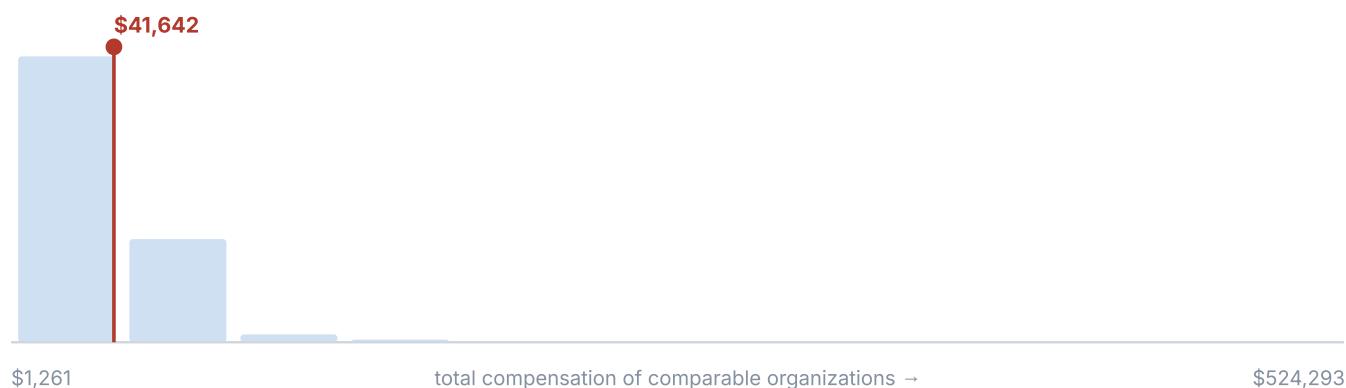 $41,642
$1,261 total compensation of comparable organizations → $524,293